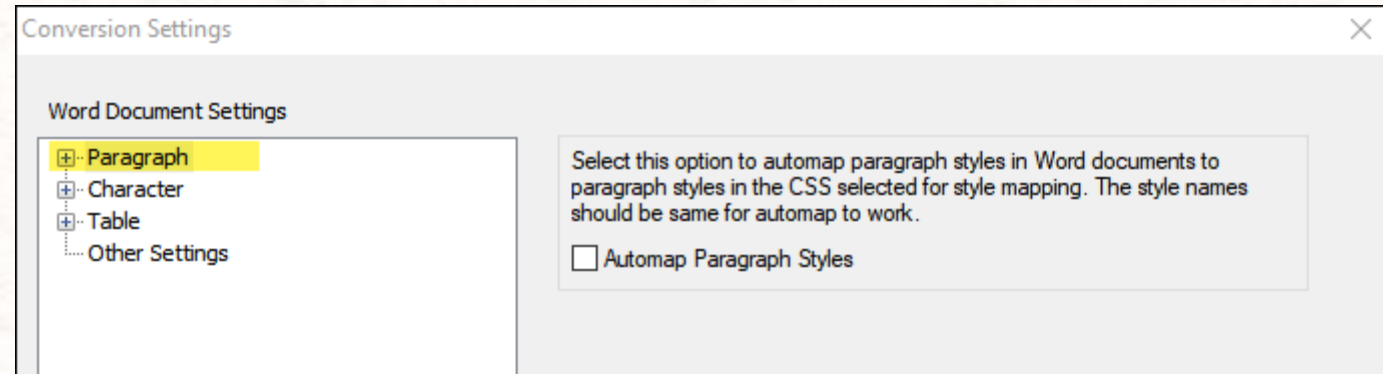 Conversion Settings
Word Document Settings
Paragraph
Character
Table
Other Settings
Select this option to automap paragraph styles in Word documents to
paragraph styles in the CSS selected for style mapping. The style names
should be same for automap to work.
Automap Paragraph Styles